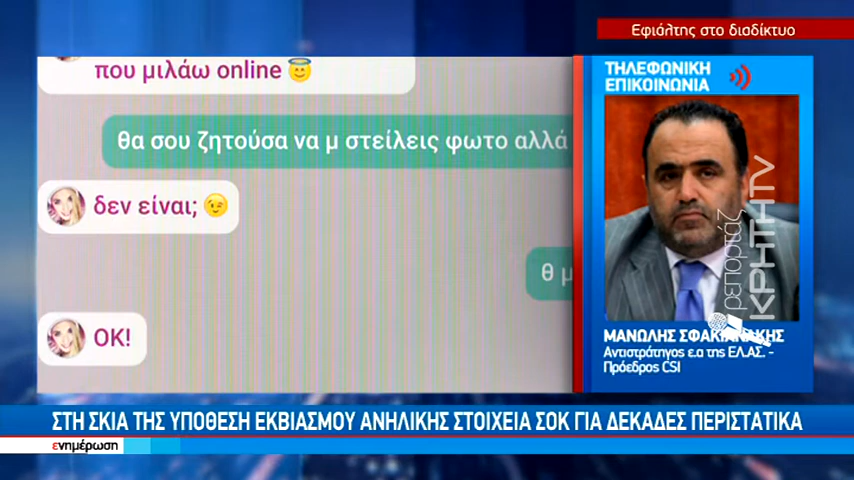 Εφιάλτης στο διαδίκτυο
που μιλάω online
θα σου ζητούσα να μ στείλεις φωτο αλλά
δεν είναι;
θ μ
OK!
ΤΗΛΕΦΩΝΙΚΗ
ΕΠΙΚΟΙΝΩΝΙΑ
ρεπορτάζ
ΚΡΗΤΗTV
ΜΑΝΩΛΗΣ ΣΦΑΚΙΑΝΑΚΗΣ
Αντιστράτηγος ε.α της ΕΛ.ΑΣ. -
Πρόεδρος CSI
ΣΤΗ ΣΚΙΑ ΤΗΣ ΥΠΟΘΕΣΗ ΕΚΒΙΑΣΜΟΥ ΑΝΗΛΙΚΗΣ ΣΤΟΙΧΕΙΑ ΣΟΚ ΓΙΑ ΔΕΚΑΔΕΣ ΠΕΡΙΣΤΑΤΙΚΑ
ενημέρωση